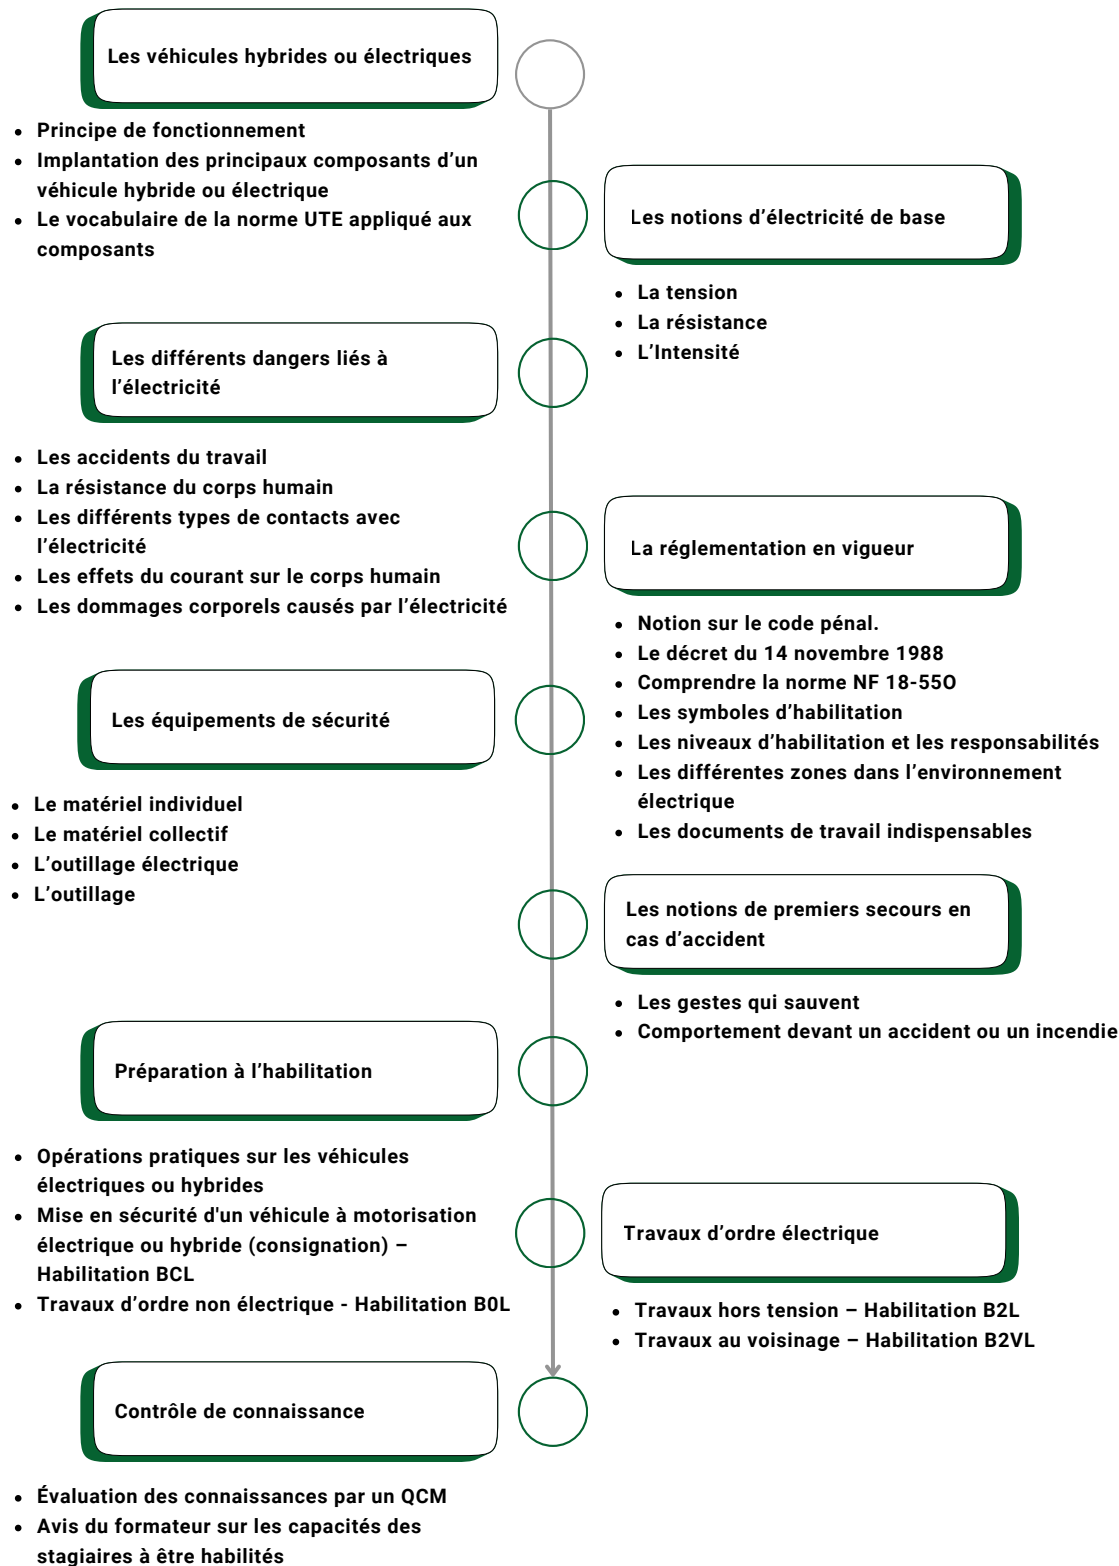 Les véhicules hybrides ou électriques
• Principe de fonctionnement
• Implantation des principaux composants d’un
véhicule hybride ou électrique
• Le vocabulaire de la norme UTE appliqué aux
composants
Les notions d’électricité de base
• La tension
• La résistance
• L’Intensité
Les différents dangers liés à
l’électricité
• Les accidents du travail
• La résistance du corps humain
• Les différents types de contacts avec
l’électricité
• Les effets du courant sur le corps humain
• Les dommages corporels causés par l’électricité
La réglementation en vigueur
• Notion sur le code pénal.
• Le décret du 14 novembre 1988
• Comprendre la norme NF 18-55O
• Les symboles d’habilitation
• Les niveaux d’habilitation et les responsabilités
• Les différentes zones dans l’environnement
électrique
• Les documents de travail indispensables
Les équipements de sécurité
• Le matériel individuel
• Le matériel collectif
• L’outillage électrique
• L’outillage
Les notions de premiers secours en
cas d’accident
• Les gestes qui sauvent
• Comportement devant un accident ou un incendie
Préparation à l’habilitation
• Opérations pratiques sur les véhicules
électriques ou hybrides
• Mise en sécurité d'un véhicule à motorisation
électrique ou hybride (consignation) –
Habilitation BCL
• Travaux d’ordre non électrique - Habilitation B0L
Travaux d’ordre électrique
• Travaux hors tension – Habilitation B2L
• Travaux au voisinage – Habilitation B2VL
Contrôle de connaissance
• Évaluation des connaissances par un QCM
• Avis du formateur sur les capacités des
stagiaires à être habilités